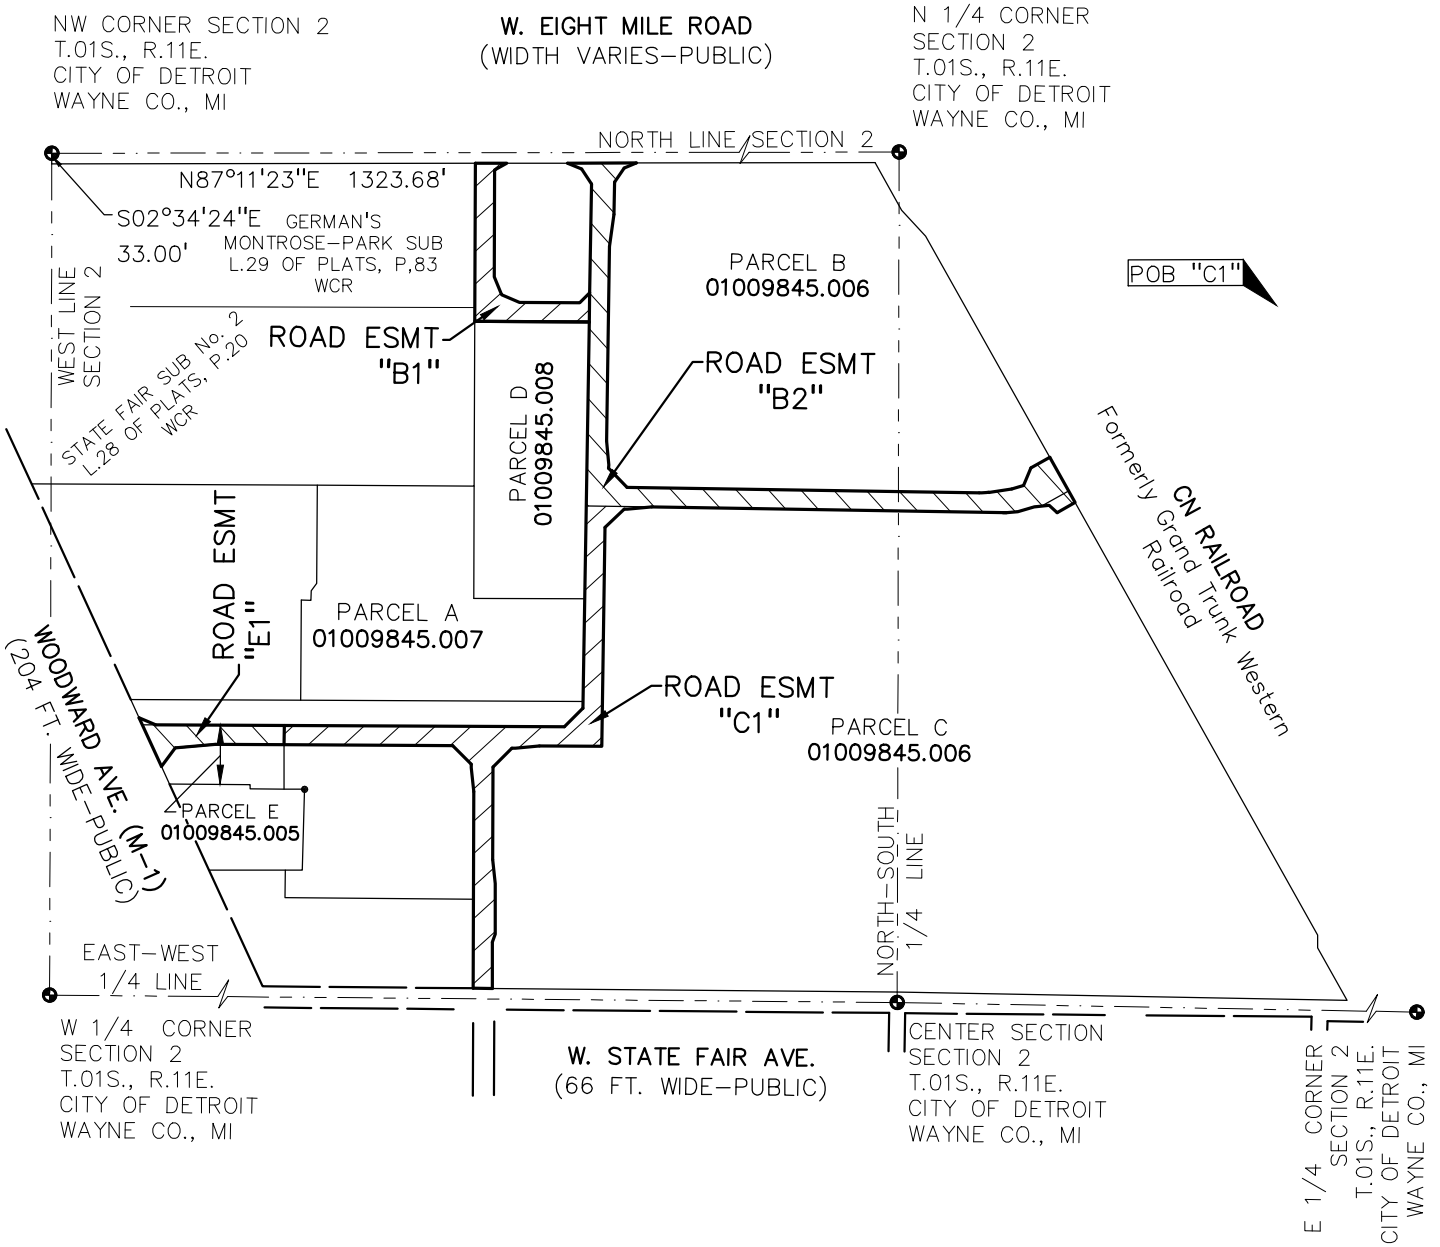 NW CORNER SECTION 2
T.01S., R.11E.
CITY OF DETROIT
WAYNE CO., MI
W. EIGHT MILE ROAD
(WIDTH VARIES-PUBLIC)
N 1/4 CORNER
SECTION 2
T.01S., R.11E.
CITY OF DETROIT
WAYNE CO., MI
NORTH LINE SECTION 2
N87°11'23"E 1323.68'
S02°34'24"E
33.00'
GERMAN'S
MONTROSE-PARK SUB
L.29 OF PLATS, P,83
WCR
WEST LINE
SECTION 2
STATE FAIR SUB No. 2
L.28 OF PLATS, P.20
WCR
ROAD ESMT
"B1"
PARCEL B
01009845.006
POB "C1"
ROAD ESMT
"B2"
PARCEL D
01009845.008
Formerly Grand Trunk Western
Railroad
CN RAILROAD
ROAD ESMT
"E1"
PARCEL A
01009845.007
WOODWARD AVE. (M-1)
(204 FT. WIDE-PUBLIC)
ROAD ESMT
"C1"
PARCEL C
01009845.006
PARCEL E
01009845.005
NORTH-SOUTH
1/4 LINE
EAST-WEST
1/4 LINE
W 1/4 CORNER
SECTION 2
T.01S., R.11E.
CITY OF DETROIT
WAYNE CO., MI
W. STATE FAIR AVE.
(66 FT. WIDE-PUBLIC)
CENTER SECTION
SECTION 2
T.01S., R.11E.
CITY OF DETROIT
WAYNE CO., MI
E 1/4 CORNER
SECTION 2
T.01S., R.11E.
CITY OF DETROIT
WAYNE CO., MI